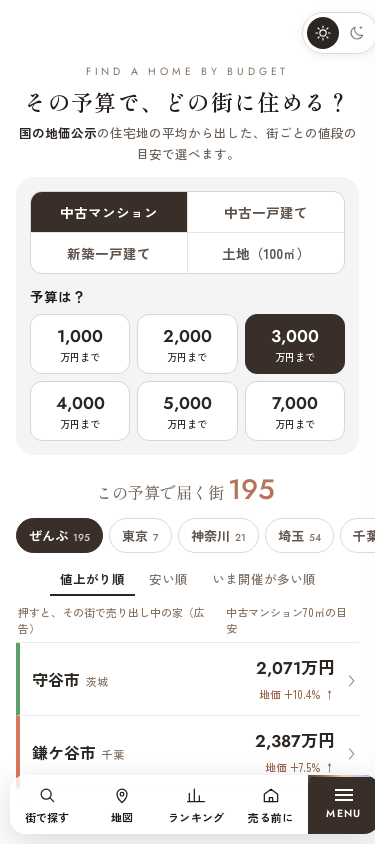 FIND A HOME BY BUDGET
その予算で、どの街に住める？
国の地価公示の住宅地の平均から出した、街ごとの値段の
目安で選べます。
中古マンション 中古一戸建て
新築一戸建て 土地（100㎡）
予算は？
1,000 2,000 3,000
万円まで 万円まで 万円まで
4,000 5,000 7,000
万円まで 万円まで 万円まで
この予算で届く街 195
ぜんぶ 195 東京 7 神奈川 21 埼玉 54 千葉
値上がり順 安い順 いま開催が多い順
押すと、その街で売り出し中の家（広
告）
中古マンション70㎡の目
安
守谷市 茨城 2,071万円
地価 +10.4% ↑
鎌ケ谷市 千葉 2,387万円
地価 +7.5% ↑
街で探す 地図 ランキング 売る前に MENU